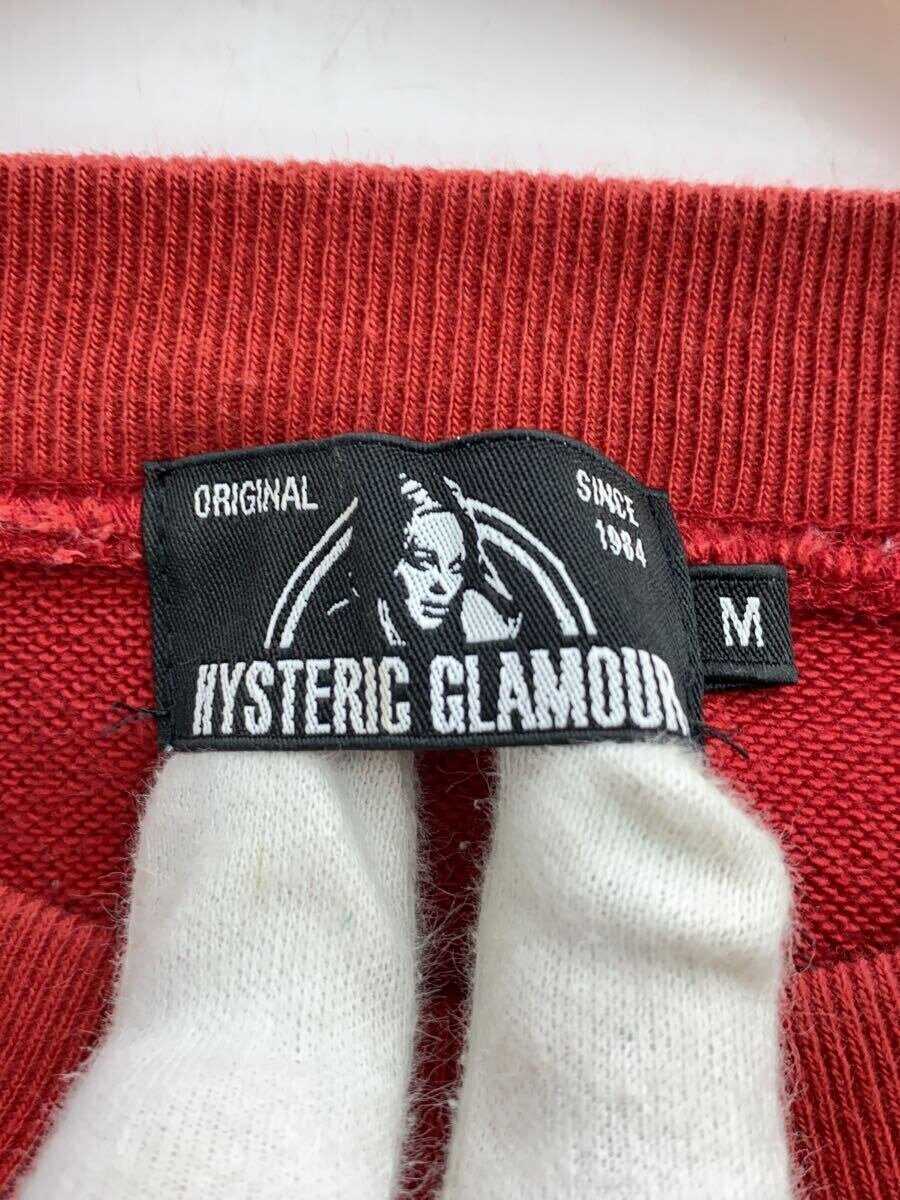 ORIGINAL
SINCE
1984
HYSTERIC GLAMOUR
M